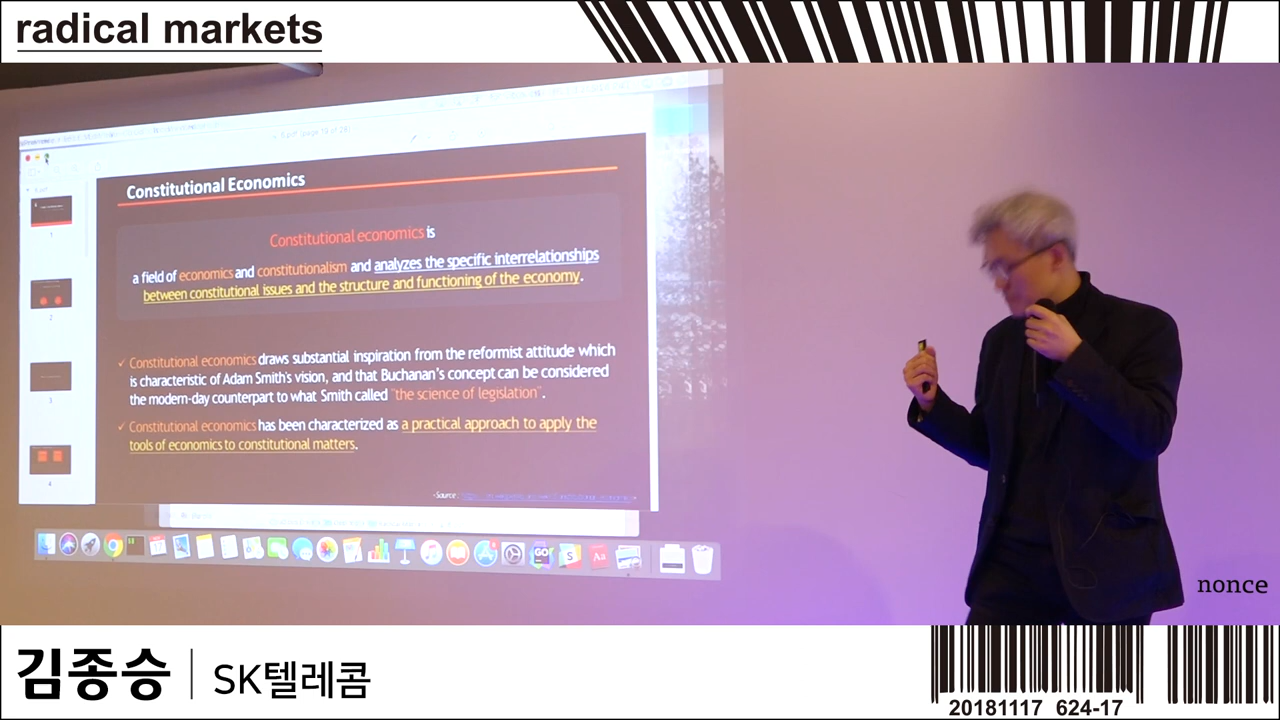 radical markets
Constitutional Economics
Constitutional economics is
a field of economics and constitutionalism and analyzes the specific interrelationships
between constitutional issues and the structure and functioning of the economy.
✓ Constitutional economics draws substantial inspiration from the reformist attitude which
is characteristic of Adam Smith's vision, and that Buchanan's concept can be considered
the modern-day counterpart to what Smith called "the science of legislation".
✓ Constitutional economics has been characterized as a practical approach to apply the
tools of economics to constitutional matters.
1
2
3
4
nonce
김종승 | SK텔레콤
20181117 624-17